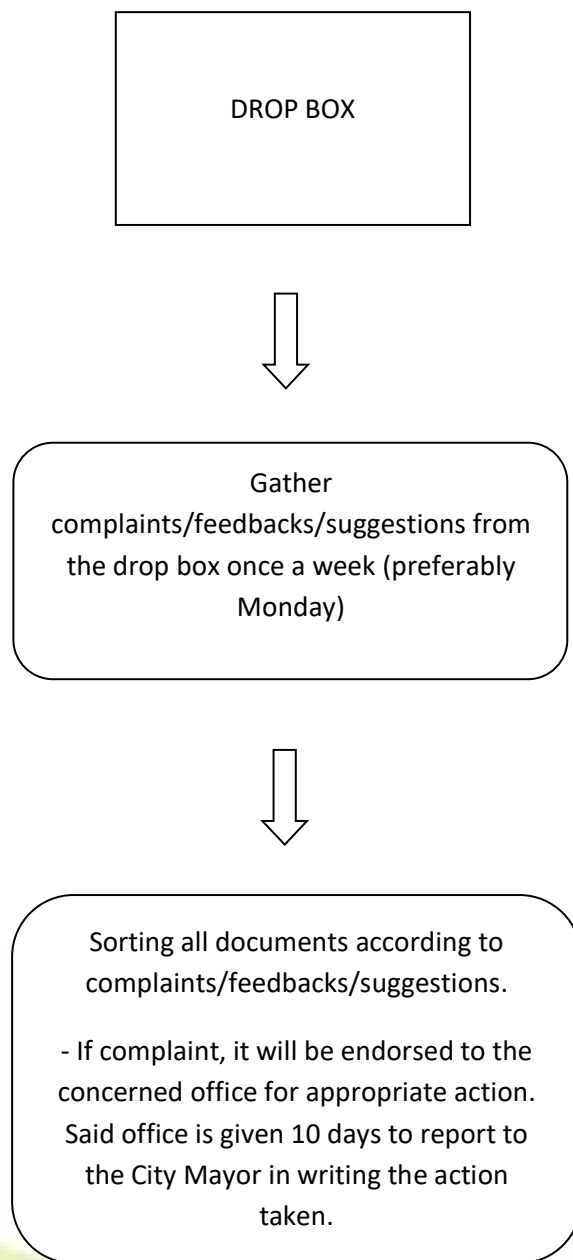 DROP BOX
Gather
complaints/feedbacks/suggestions from
the drop box once a week (preferably
Monday)
Sorting all documents according to
complaints/feedbacks/suggestions.
- If complaint, it will be endorsed to the
concerned office for appropriate action.
Said office is given 10 days to report to
the City Mayor in writing the action
taken.